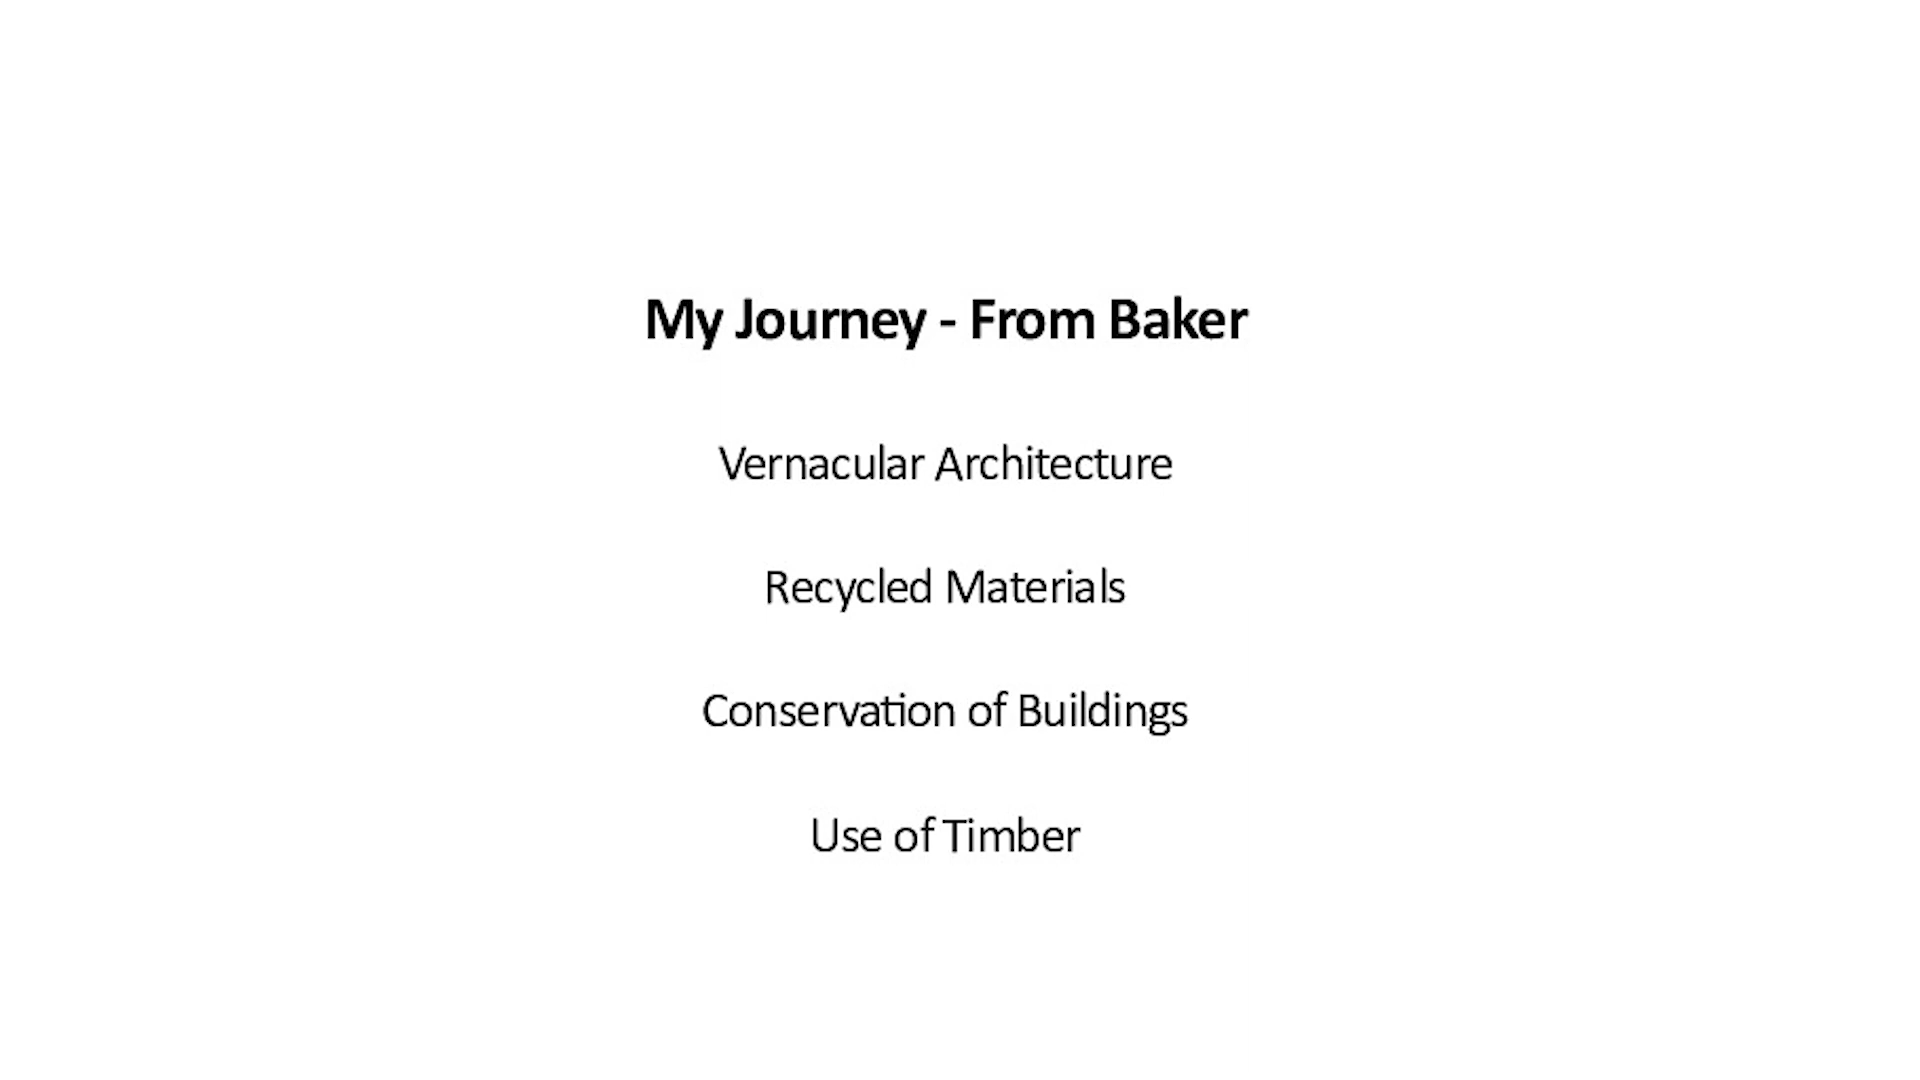 My Journey - From Baker
Vernacular Architecture
Recycled Materials
Conservation of Buildings
Use of Timber